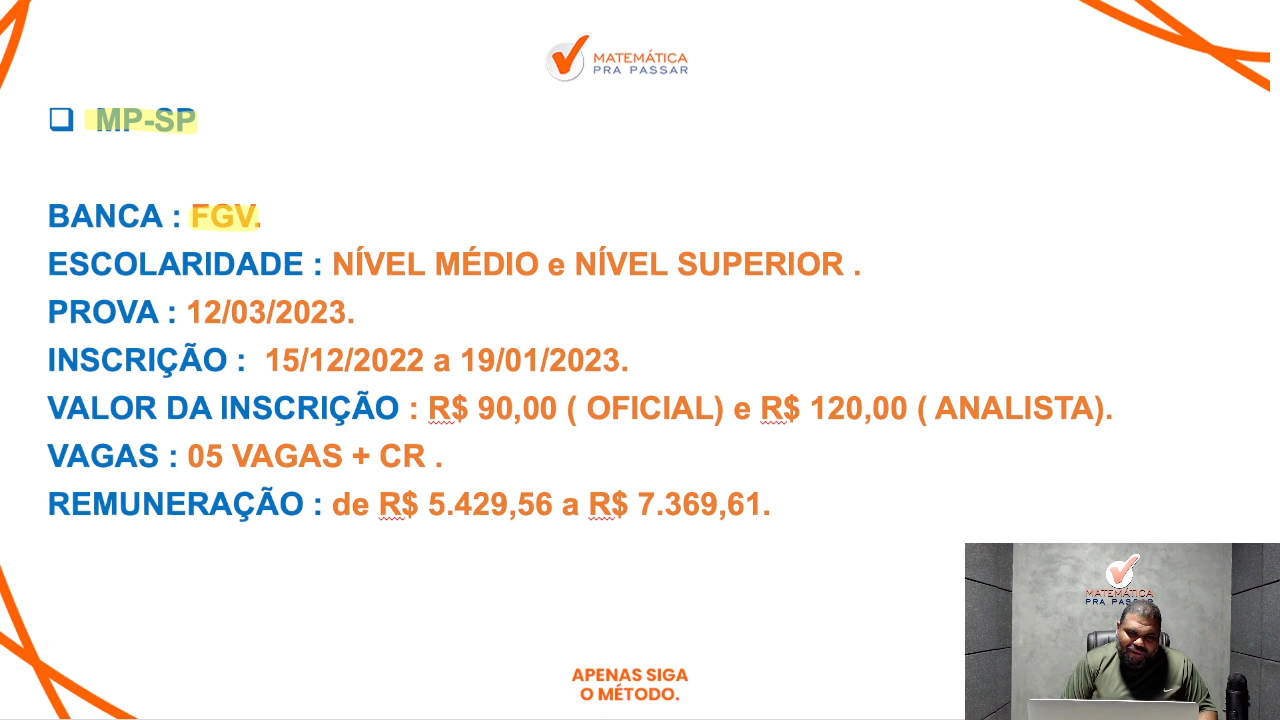 MATEMÁTICA
PRA PASSAR
MP-SP
BANCA : FGV.
ESCOLARIDADE : NÍVEL MÉDIO e NÍVEL SUPERIOR .
PROVA : 12/03/2023.
INSCRIÇÃO : 15/12/2022 a 19/01/2023.
VALOR DA INSCRIÇÃO : R$ 90,00 ( OFICIAL) e R$ 120,00 ( ANALISTA).
VAGAS : 05 VAGAS + CR .
REMUNERAÇÃO : de R$ 5.429,56 a R$ 7.369,61.
MATEMÁTICA
PRA PASSAR
APENAS SIGA
O MÉTODO.